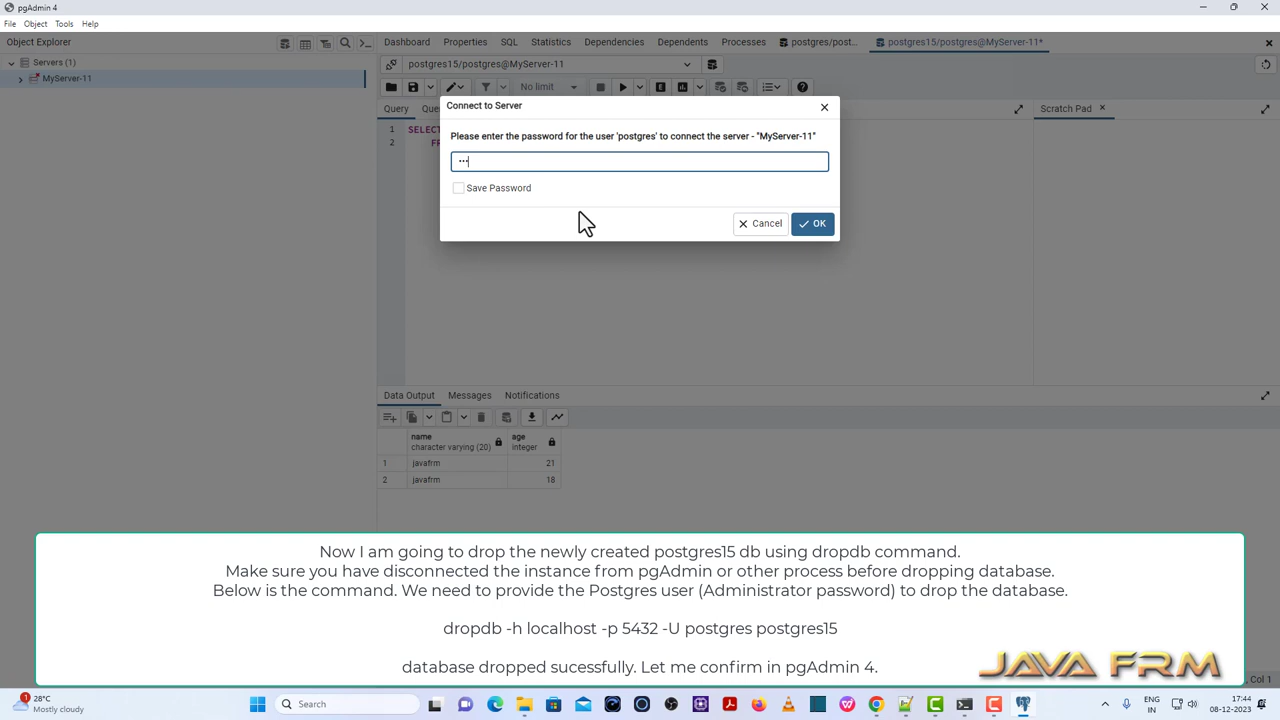 pgAdmin 4
File Object Tools Help
Object Explorer
Dashboard Properties SQL Statistics Dependencies Dependents Processes postgres/post... postgres15/postgres@MyServer-11*
Servers (1)
MyServer-11
postgres15/postgres@MyServer-11
No limit
Connect to Server
Query
Scratch Pad
1 SELECT
2
Please enter the password for the user 'postgres' to connect the server - "MyServer-11"
Save Password
Cancel OK
Data Output Messages Notifications
name age
character varying (20) integer
1 javafrm 21
2 javafrm 18
Now I am going to drop the newly created postgres15 db using dropdb command.
Make sure you have disconnected the instance from pgAdmin or other process before dropping database.
Below is the command. We need to provide the Postgres user (Administrator password) to drop the database.
dropdb -h localhost -p 5432 -U postgres postgres15
database dropped sucessfully. Let me confirm in pgAdmin 4.
JAVA FRM
, Col 1
28°C
Mostly cloudy
Search
ENG
IN
17:44
08-12-2023